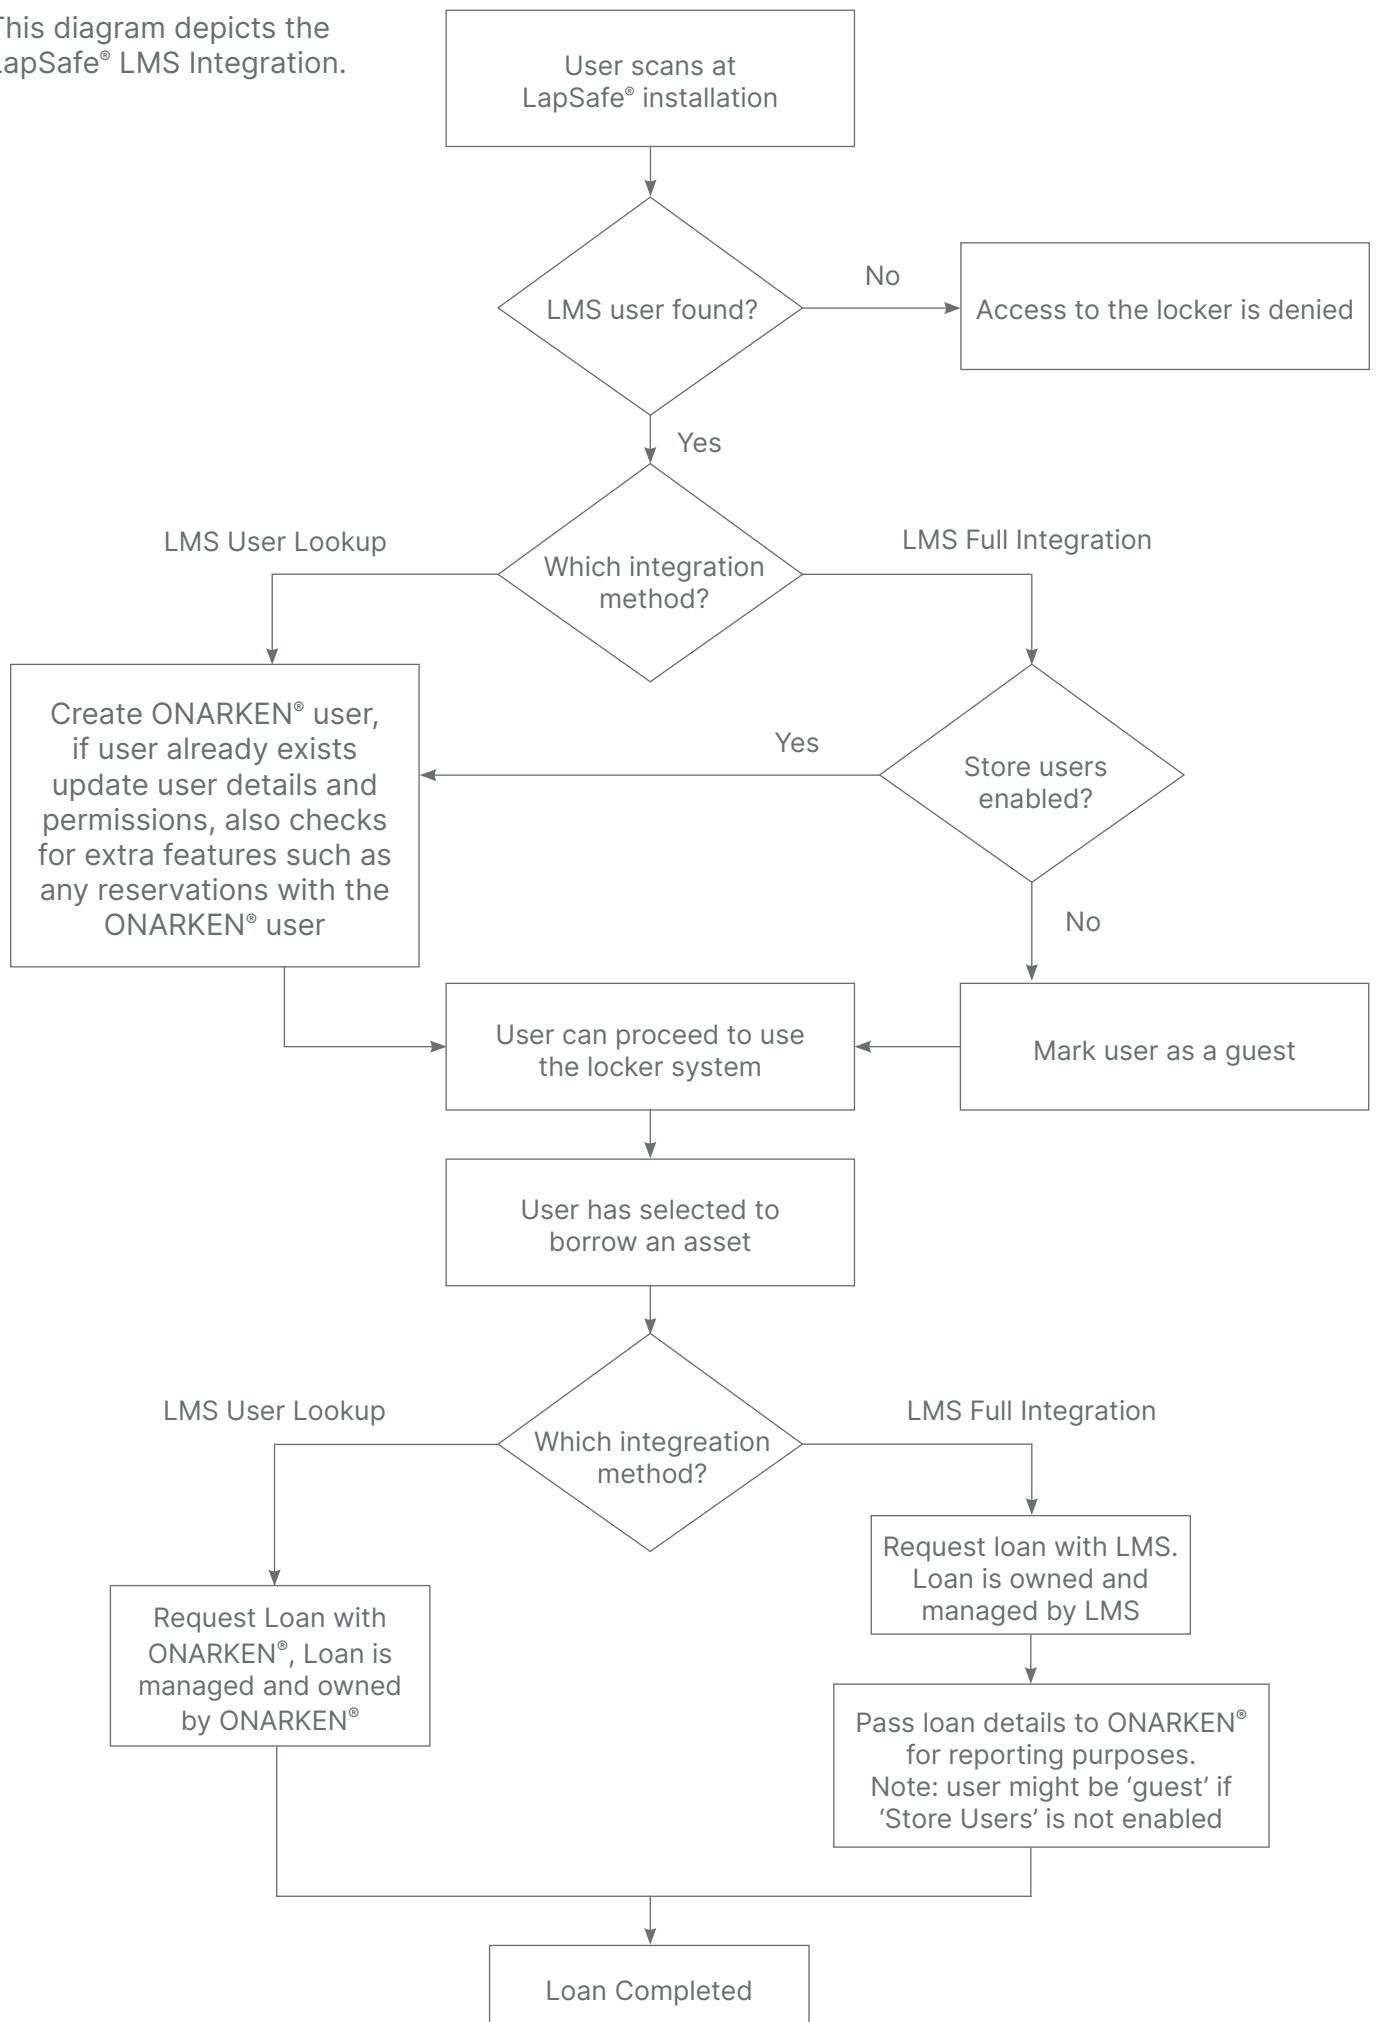 This diagram depicts the
LapSafe® LMS Integration.
User scans at
LapSafe® installation
LMS user found?
No
Access to the locker is denied
Yes
LMS User Lookup
LMS Full Integration
Which integration
method?
Create ONARKEN® user,
if user already exists
update user details and
permissions, also checks
for extra features such as
any reservations with the
ONARKEN® user
Yes
Store users
enabled?
No
User can proceed to use
the locker system
Mark user as a guest
User has selected to
borrow an asset
LMS User Lookup
LMS Full Integration
Which integreation
method?
Request loan with LMS.
Loan is owned and
managed by LMS
Request Loan with
ONARKEN®, Loan is
managed and owned
by ONARKEN®
Pass loan details to ONARKEN®
for reporting purposes.
Note: user might be ‘guest’ if
‘Store Users’ is not enabled
Loan Completed